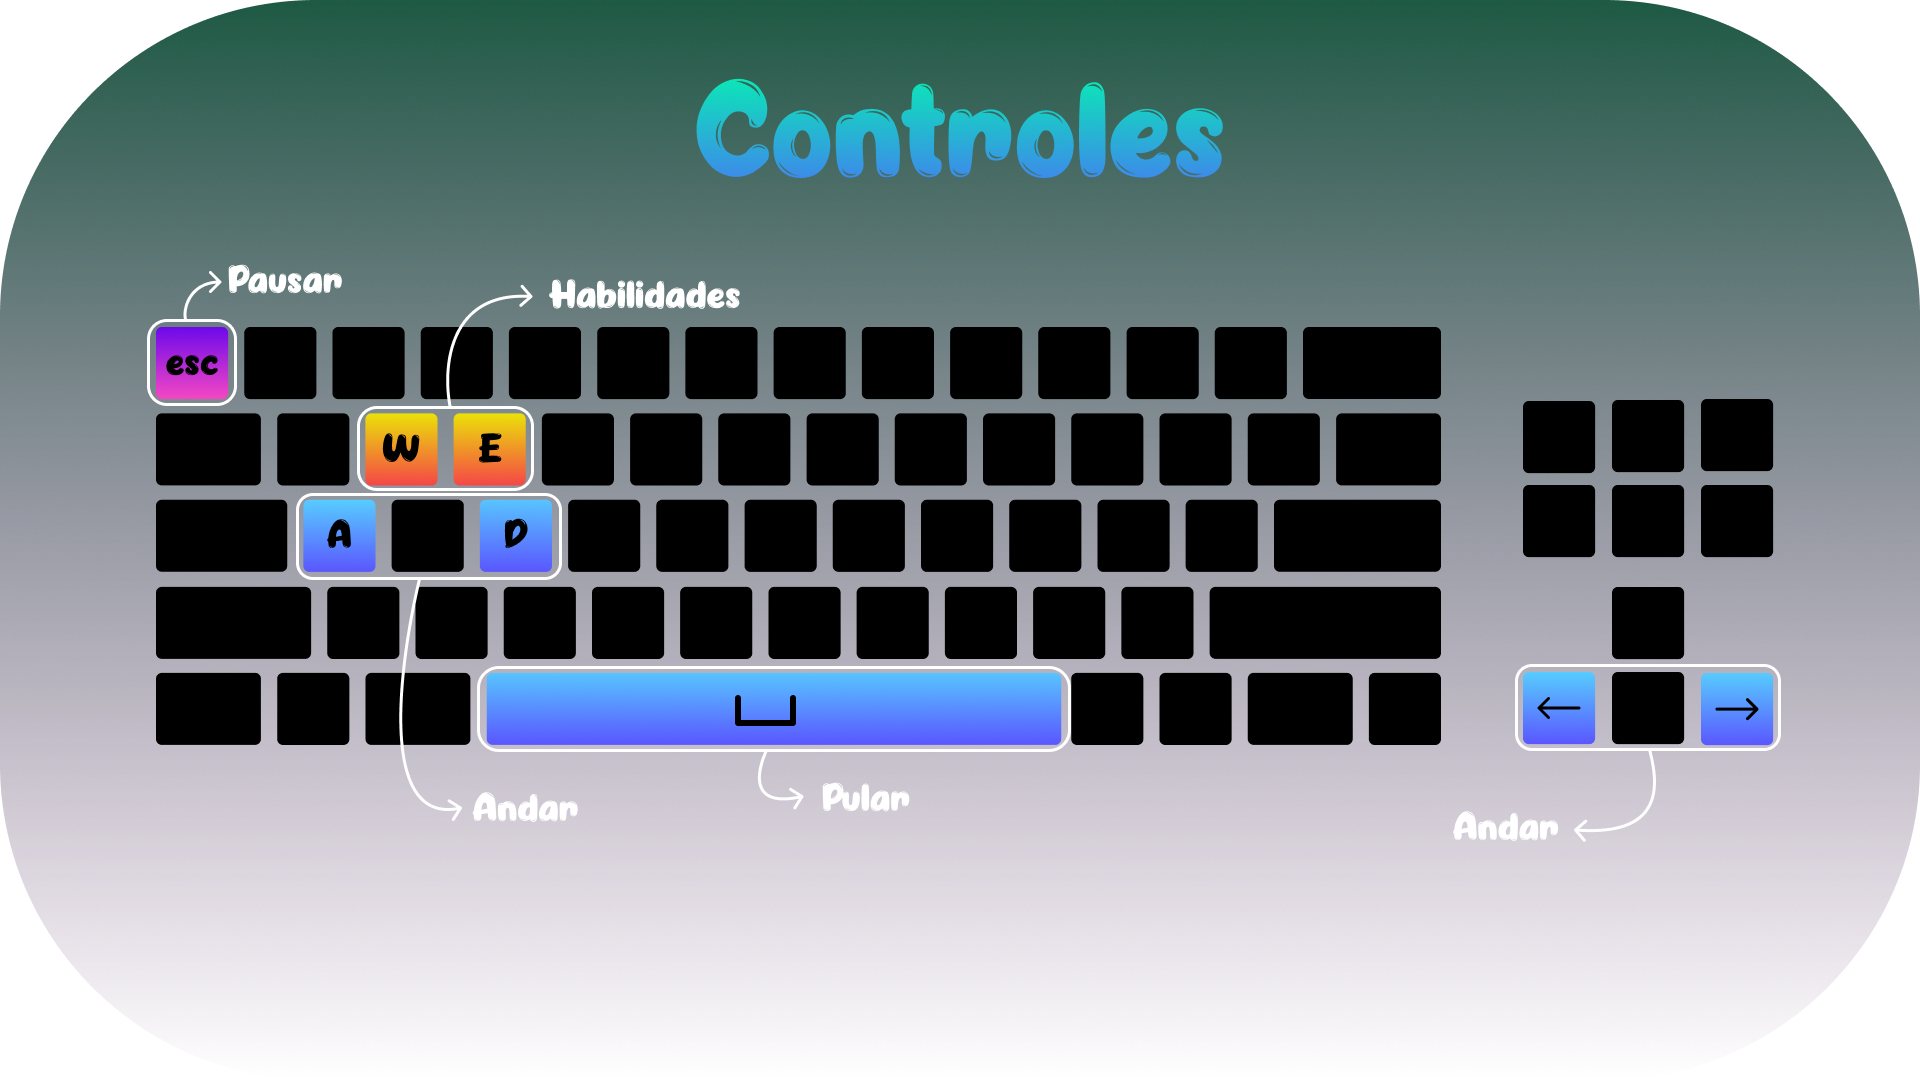 Controles
Pausar
Habilidades
esc
W E
A D
Andar
Pular
Andar